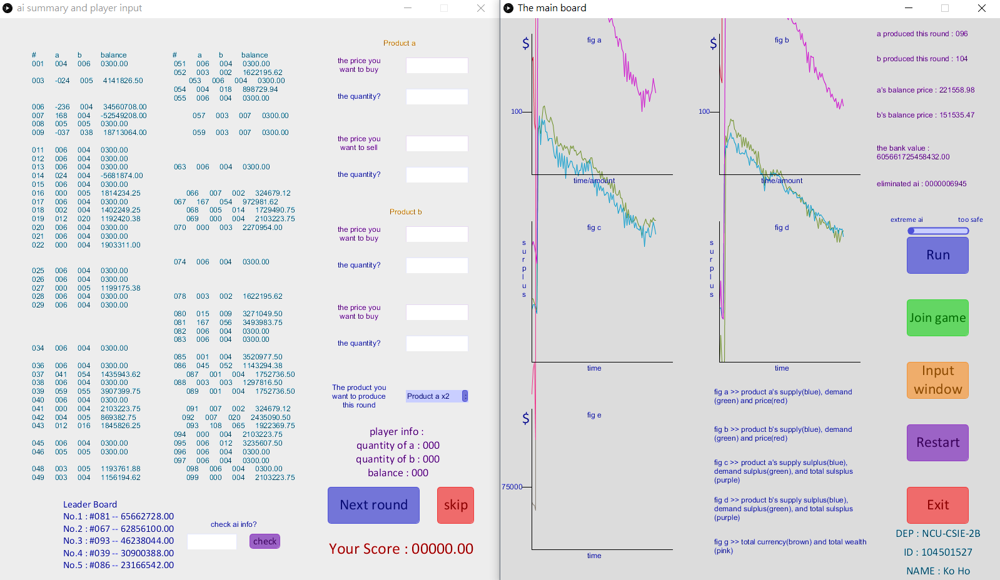 ai summary and player input
# a b balance
001 004 006 0300.00
003 -024 005 4141826.50
006 -236 004 34560708.00
007 168 004 -52549208.00
008 005 005 0300.00
009 -037 038 18713064.00
011 006 004 0300.00
012 006 004 0300.00
013 006 004 0300.00
014 024 004 -5681874.00
015 006 004 0300.00
016 000 005 1814234.25
017 006 004 0300.00
018 002 004 1402249.25
019 012 020 1192420.38
020 006 004 0300.00
021 006 004 0300.00
022 000 004 1903311.00
025 006 004 0300.00
026 006 004 0300.00
027 000 005 1199175.38
028 006 004 0300.00
029 006 004 0300.00
034 006 004 0300.00
036 006 004 0300.00
037 041 054 1435943.62
038 006 004 0300.00
039 059 055 3907399.75
040 006 004 0300.00
041 000 004 2103223.75
042 004 005 869382.75
043 012 016 1845826.25
045 006 004 0300.00
046 005 005 0300.00
048 003 005 1193761.88
049 003 004 1156194.62
# a b balance
051 006 004 0300.00
052 003 002 1622195.62
053 006 004 0300.00
054 004 018 898729.94
055 006 004 0300.00
057 003 007 0300.00
059 003 007 0300.00
063 006 004 0300.00
066 007 002 324679.12
067 167 054 972981.62
068 005 014 1729490.75
069 000 004 2103223.75
070 000 003 2270954.00
074 006 004 0300.00
078 003 002 1622195.62
080 015 009 3271049.50
081 167 056 3493983.75
082 006 004 0300.00
083 006 004 0300.00
085 001 004 3520977.50
086 045 052 1143294.38
087 001 004 1752736.50
088 003 003 1297816.50
089 001 004 1752736.50
091 007 002 324679.12
092 007 020 2435090.50
093 108 065 1922369.75
094 000 004 2103223.75
095 006 012 3235607.50
096 006 004 0300.00
097 006 004 0300.00
098 006 004 0300.00
099 000 004 2103223.75
Leader Board
No.1 : #081 -- 65662728.00
No.2 : #067 -- 62856100.00
No.3 : #093 -- 46238044.00
No.4 : #039 -- 30900388.00
No.5 : #086 -- 23166542.00
check ai info?
check
Product a
the price you
want to buy
the quantity?
the price you
want to sell
the quantity?
Product b
the price you
want to buy
the quantity?
the price you
want to buy
the quantity?
The product you
want to produce
this round
Product a x2
:
player info :
quantity of a : 000
quantity of b : 000
balance : 000
Next round
skip
Your Score : 00000.00
The main board
$
fig a
100
time/amount
$
fig b
100
time/amount
fig c
s
u
r
p
l
u
s
time
fig d
s
u
r
p
l
u
s
time
$
fig e
75000
time
fig a >> product a's supply(blue), demand
(green) and price(red)
fig b >> product b's supply(blue), demand
(green) and price(red)
fig c >> product a's supply sulplus(blue),
demand sulplus(green), and total sulsplus
(purple)
fig d >> product b's supply sulplus(blue),
demand sulplus(green), and total sulsplus
(purple)
fig g >> total currency(brown) and total wealth
(pink)
a produced this round : 096
b produced this round : 104
a's balance price : 221558.98
b's balance price : 151535.47
the bank value :
605661725458432.00
eliminated ai : 0000006945
extreme ai
too safe
Run
Join game
Input
window
Restart
Exit
DEP : NCU-CSIE-2B
ID : 104501527
NAME : Ko Ho